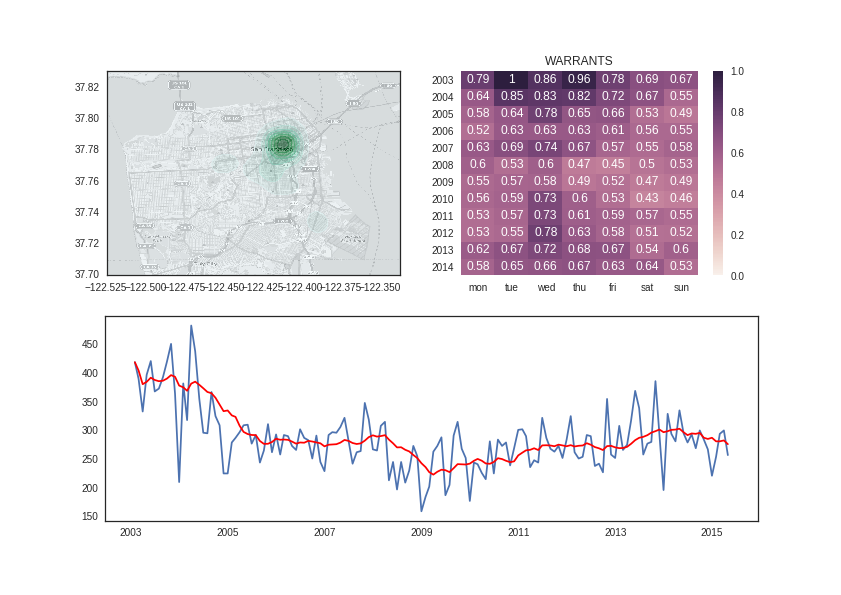 WARRANTS
37.82
37.80
37.78
37.76
37.74
37.72
37.70
−122.525−122.500−122.475−122.450−122.425−122.400−122.375−122.350
San Francisco
2003 0.79 1 0.86 0.96 0.78 0.69 0.67
2004 0.64 0.85 0.83 0.82 0.72 0.67 0.55
2005 0.58 0.64 0.78 0.65 0.66 0.53 0.49
2006 0.52 0.63 0.63 0.63 0.61 0.56 0.55
2007 0.63 0.69 0.74 0.67 0.57 0.55 0.58
2008 0.6 0.53 0.6 0.47 0.45 0.5 0.53
2009 0.55 0.57 0.58 0.49 0.52 0.47 0.49
2010 0.56 0.59 0.73 0.6 0.53 0.43 0.46
2011 0.53 0.57 0.73 0.61 0.59 0.57 0.55
2012 0.53 0.55 0.78 0.63 0.58 0.51 0.52
2013 0.62 0.67 0.72 0.68 0.67 0.54 0.6
2014 0.58 0.65 0.66 0.67 0.63 0.64 0.53
mon tue wed thu fri sat sun
1.0
0.8
0.6
0.4
0.2
0.0
450
400
350
300
250
200
150
2003 2005 2007 2009 2011 2013 2015